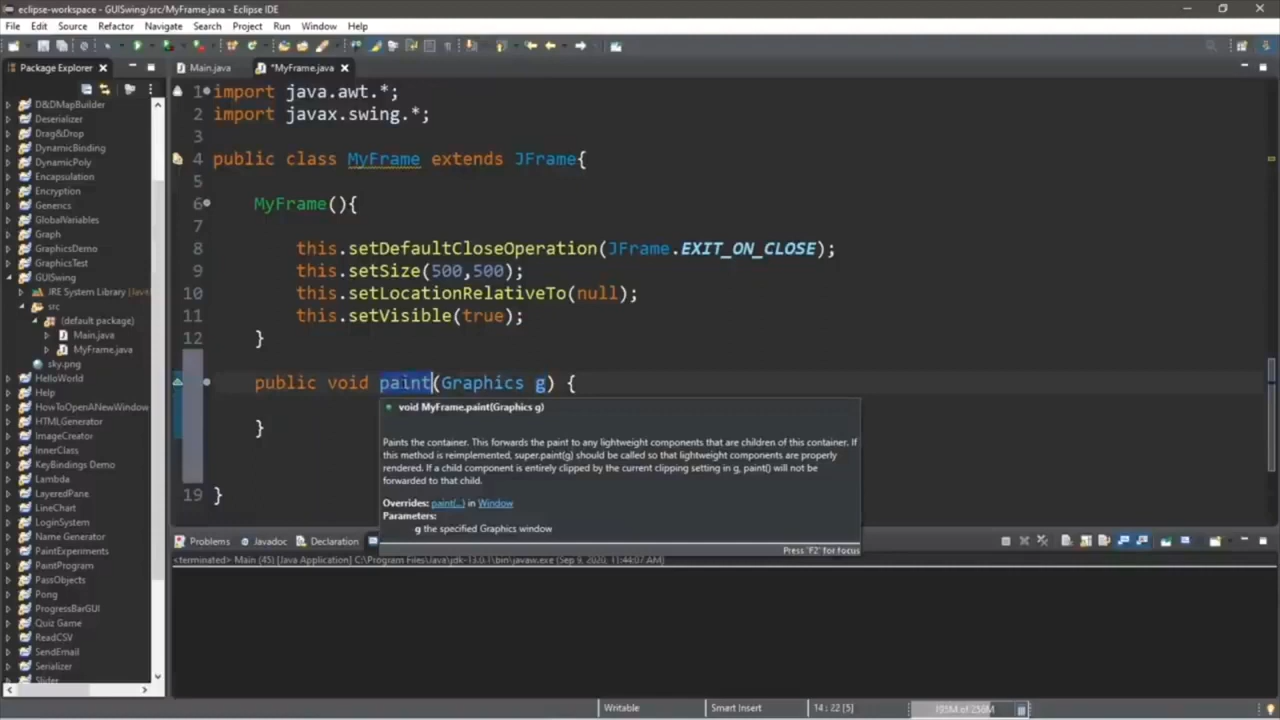 eclipse-workspace - GUISwing/src/MyFrame.java - Eclipse IDE
File Edit Source Refactor Navigate Search Project Run Window Help
Package Explorer
Main.java *MyFrame.java
D&DMapBuilder
Deserializer
Drag&Drop
DynamicBinding
DynamicPoly
Encapsulation
Encryption
Generics
GlobalVariables
Graph
GraphicsDemo
GraphicsTest
GUISwing
JRE System Library [Java
src
(default package)
Main.java
MyFrame.java
sky.png
HelloWorld
Help
HowToOpenANewWindow
HTMLGenerator
ImageCreator
InnerClass
KeyBindings Demo
Lambda
LayeredPane
LineChart
LoginSystem
Name Generator
PaintExperiments
PaintProgram
PassObjects
Pong
ProgressBarGUI
Quiz Game
ReadCSV
SendEmail
Serializer
Slider
1 import java.awt.*;
2 import javax.swing.*;
3
4 public class MyFrame extends JFrame{
5
6 MyFrame(){
7
8 this.setDefaultCloseOperation(JFrame.EXIT_ON_CLOSE);
9 this.setSize(500,500);
10 this.setLocationRelativeTo(null);
11 this.setVisible(true);
12 }
public void paint(Graphics g) {
}
19 }
void MyFrame.paint(Graphics g)
Paints the container. This forwards the paint to any lightweight components that are children of this container. If
this method is reimplemented, super.paint(g) should be called so that lightweight components are properly
rendered. If a child component is entirely clipped by the current clipping setting in g, paint() will not be
forwarded to that child.
Overrides: paint(...) in Window
Parameters:
g the specified Graphics window
Press 'F2' for focus
Problems Javadoc Declaration
<terminated> Main (45) [Java Application] C:\Program Files\Java\jdk-13.0.1\bin\javaw.exe (Sep 9, 2020, 11:44:07 AM)
Writable Smart Insert 14 : 22 [5] 195M of 256M